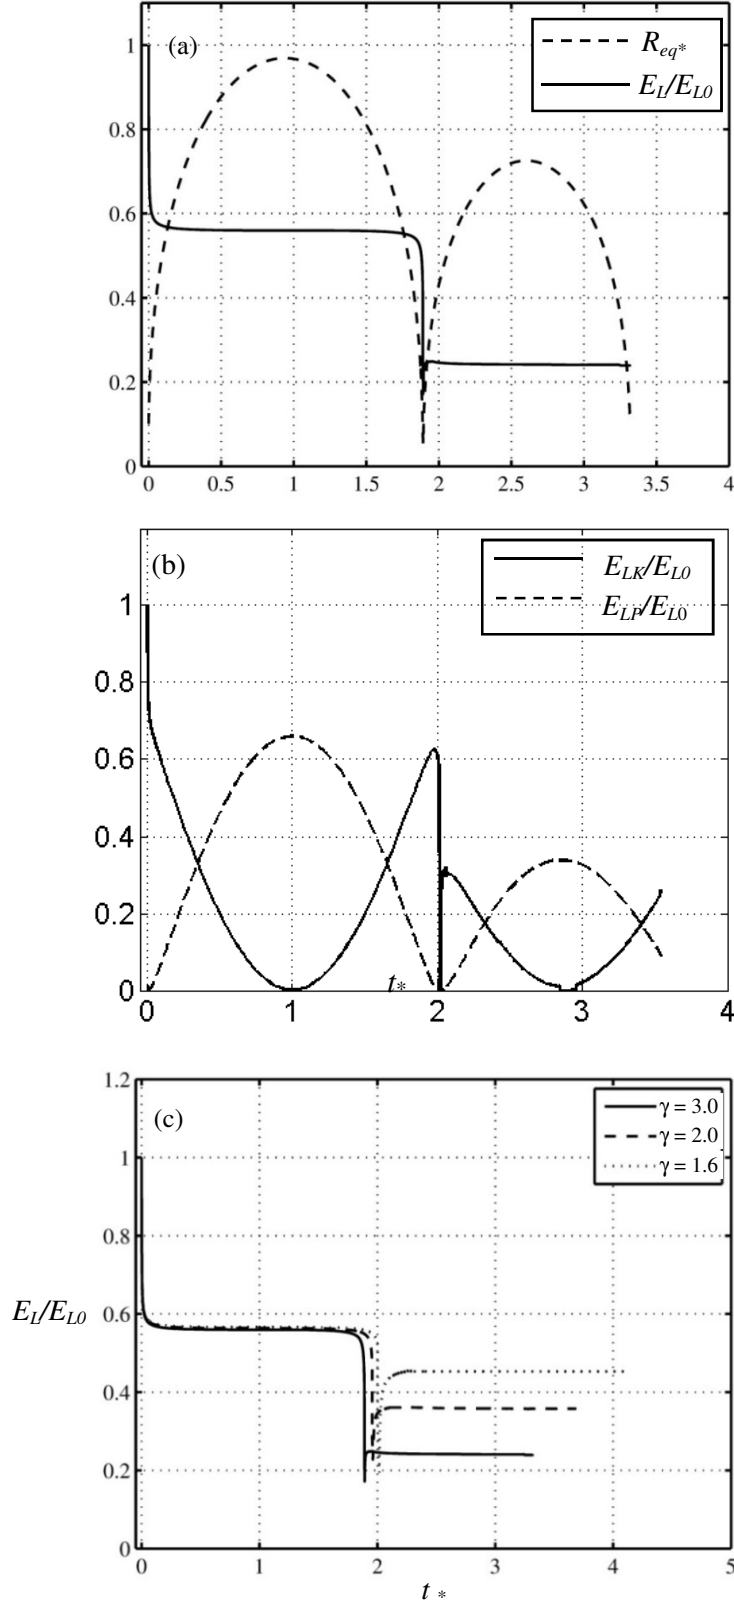 (a)
R_eq*
E_L/E_L0
1
0.8
0.6
0.4
0.2
0
0 0.5 1 1.5 2 2.5 3 3.5 4
(b)
E_LK/E_L0
E_LP/E_L0
1
0.8
0.6
0.4
0.2
0
t_*
0 1 2 3 4
1.2
(c)
γ = 3.0
γ = 2.0
γ = 1.6
1
0.8
E_L/E_L0
0.6
0.4
0.2
0
0 1 2 3 4 5
t_*